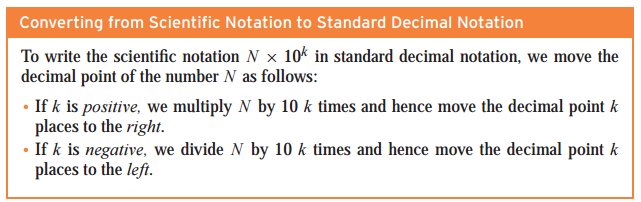 Converting from Scientific Notation to Standard Decimal Notation
To write the scientific notation N × 10ᵏ in standard decimal notation, we move the
decimal point of the number N as follows:
• If k is positive, we multiply N by 10 k times and hence move the decimal point k
places to the right.
• If k is negative, we divide N by 10 k times and hence move the decimal point k
places to the left.